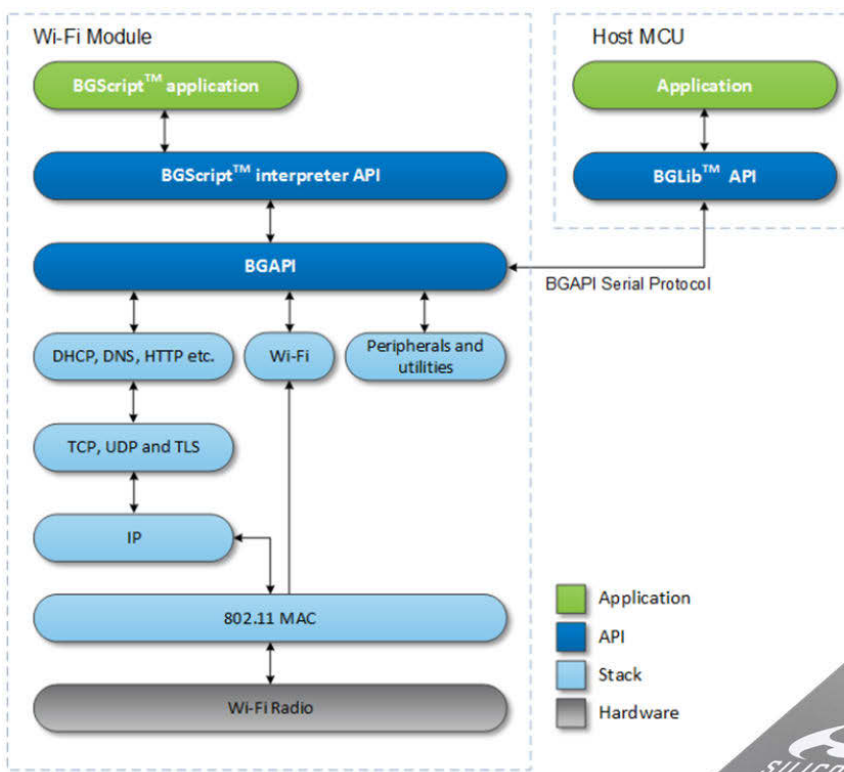 Wi-Fi Module
BGScript™ application
BGScript™ interpreter API
BGAPI
DHCP, DNS, HTTP etc.
Wi-Fi
Peripherals and
utilities
TCP, UDP and TLS
IP
802.11 MAC
Wi-Fi Radio
Host MCU
Application
BGLib™ API
BGAPI Serial Protocol
Application
API
Stack
Hardware